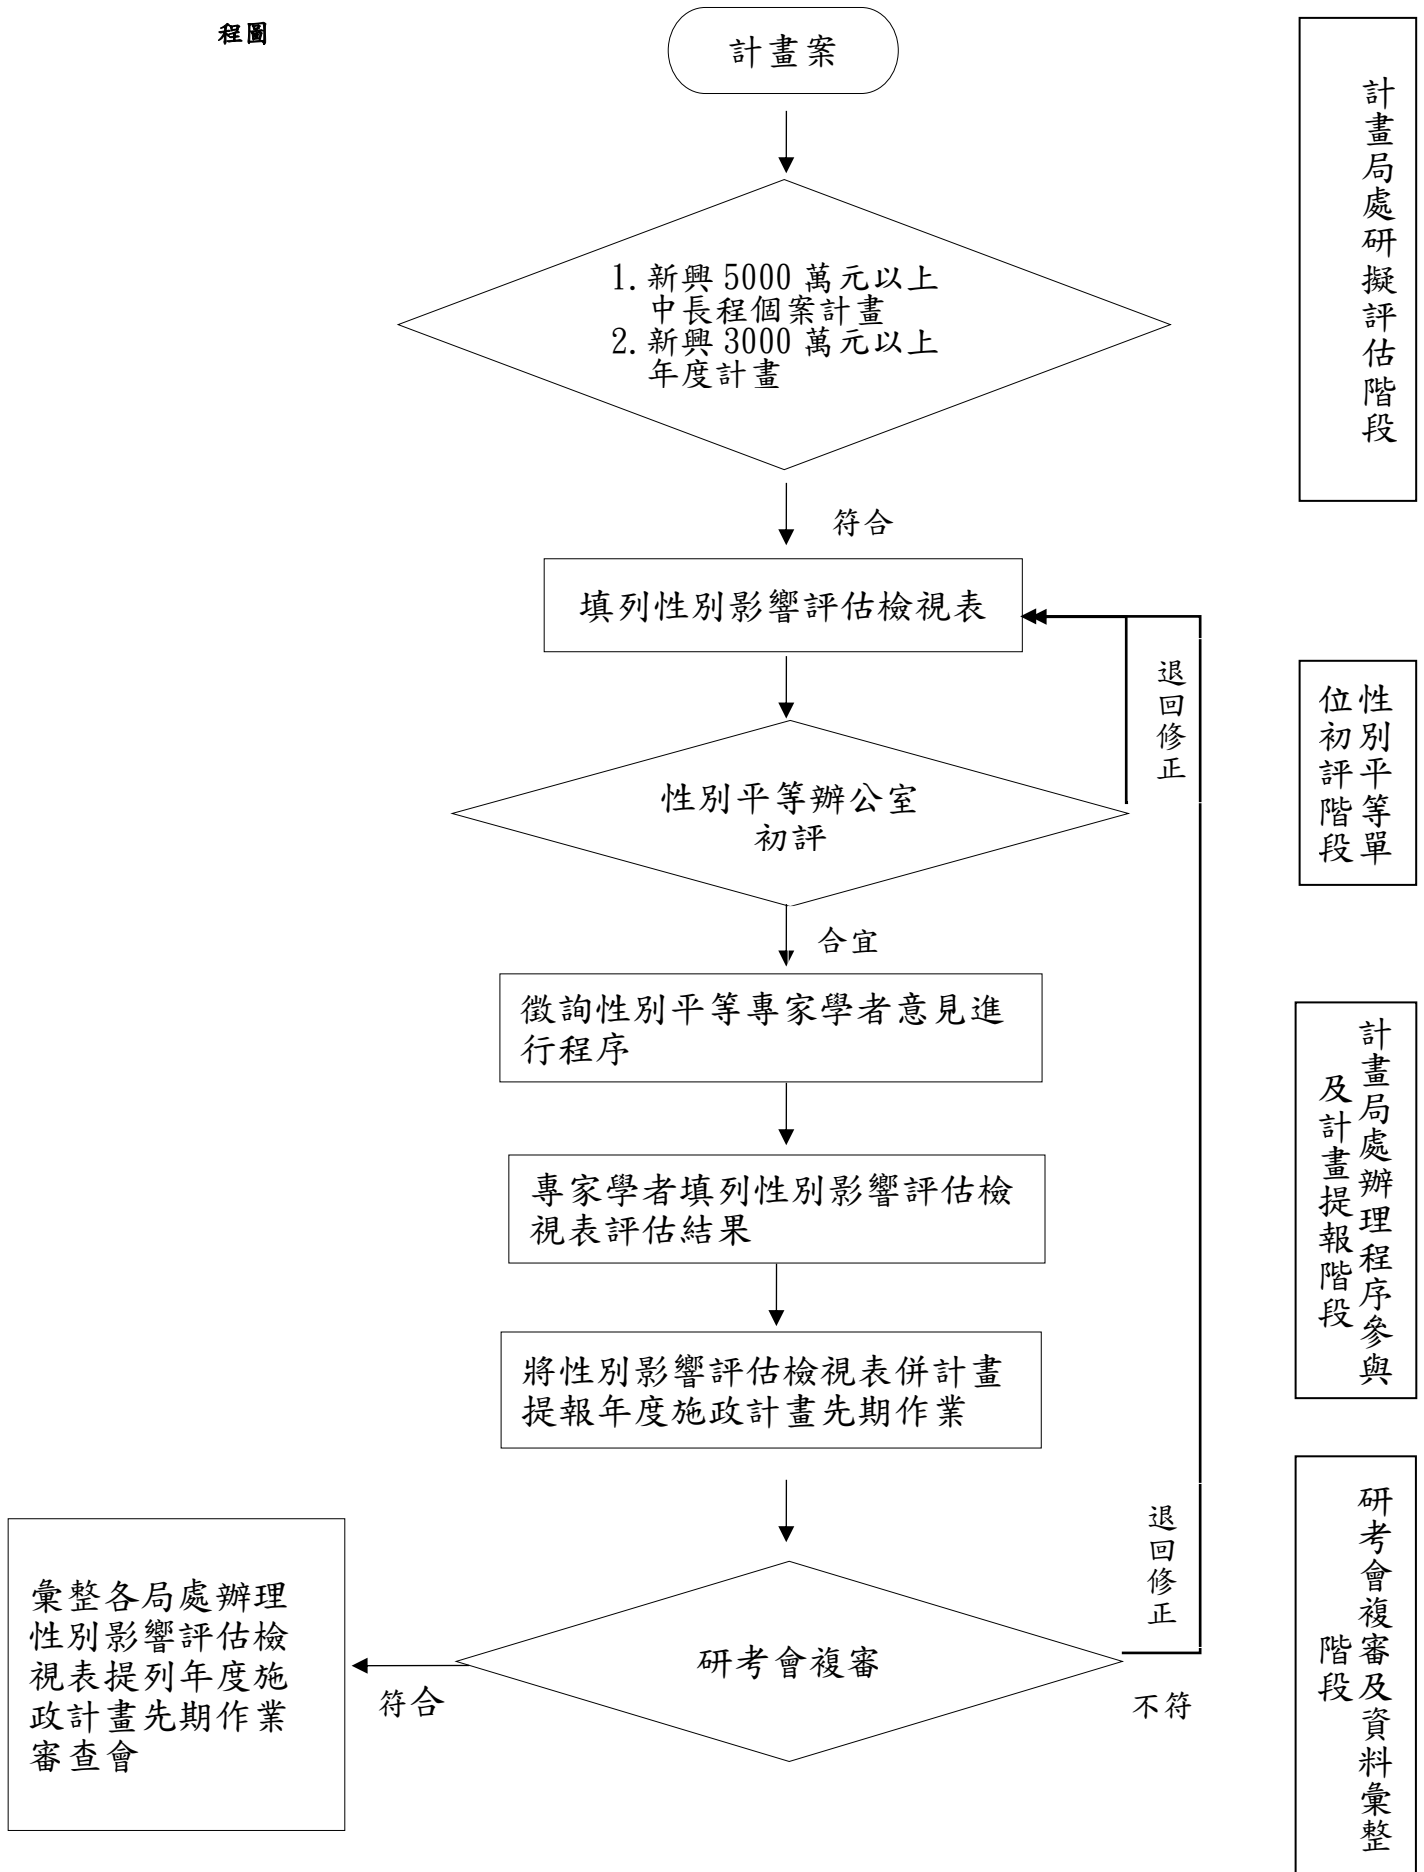 程圖
計畫案
1. 新興 5000 萬元以上
中長程個案計畫
2. 新興 3000 萬元以上
年度計畫
符合
填列性別影響評估檢視表
退回修正
性別平等辦公室
初評
合宜
徵詢性別平等專家學者意見進
行程序
專家學者填列性別影響評估檢
視表評估結果
將性別影響評估檢視表併計畫
提報年度施政計畫先期作業
退回修正
研考會複審
符合
不符
彙整各局處辦理
性別影響評估檢
視表提列年度施
政計畫先期作業
審查會
計畫局處研擬評估階段
性別平等單
位初評階段
計畫局處辦理程序參與
及計畫提報階段
研考會複審及資料彙整
階段